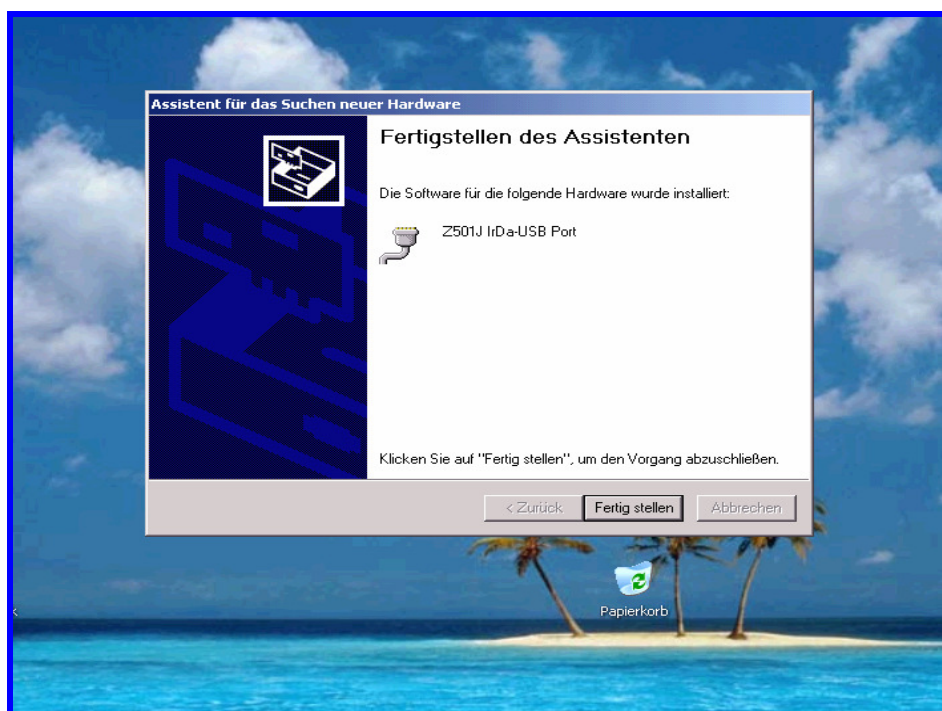 Assistent für das Suchen neuer Hardware
Fertigstellen des Assistenten
Die Software für die folgende Hardware wurde installiert:
Z501J IrDa-USB Port
Klicken Sie auf "Fertig stellen", um den Vorgang abzuschließen.
< Zurück Fertig stellen Abbrechen
Papierkorb